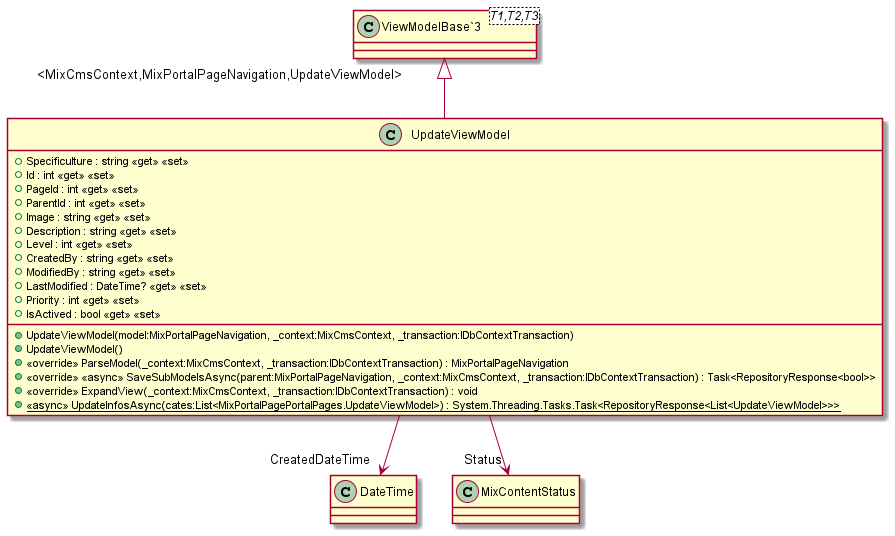 C ViewModelBase`3 T1,T2,T3
<MixCmsContext,MixPortalPageNavigation,UpdateViewModel>
C UpdateViewModel
Specificulture : string «get» «set»
Id : int «get» «set»
PageId : int «get» «set»
ParentId : int «get» «set»
Image : string «get» «set»
Description : string «get» «set»
Level : int «get» «set»
CreatedBy : string «get» «set»
ModifiedBy : string «get» «set»
LastModified : DateTime? «get» «set»
Priority : int «get» «set»
IsActived : bool «get» «set»
UpdateViewModel(model:MixPortalPageNavigation, _context:MixCmsContext, _transaction:IDbContextTransaction)
UpdateViewModel()
«override» ParseModel(_context:MixCmsContext, _transaction:IDbContextTransaction) : MixPortalPageNavigation
«override» «async» SaveSubModelsAsync(parent:MixPortalPageNavigation, _context:MixCmsContext, _transaction:IDbContextTransaction) : Task<RepositoryResponse<bool>>
«override» ExpandView(_context:MixCmsContext, _transaction:IDbContextTransaction) : void
«async» UpdateInfosAsync(cates:List<MixPortalPagePortalPages.UpdateViewModel>) : System.Threading.Tasks.Task<RepositoryResponse<List<UpdateViewModel>>>
CreatedDateTime
Status
C DateTime
C MixContentStatus